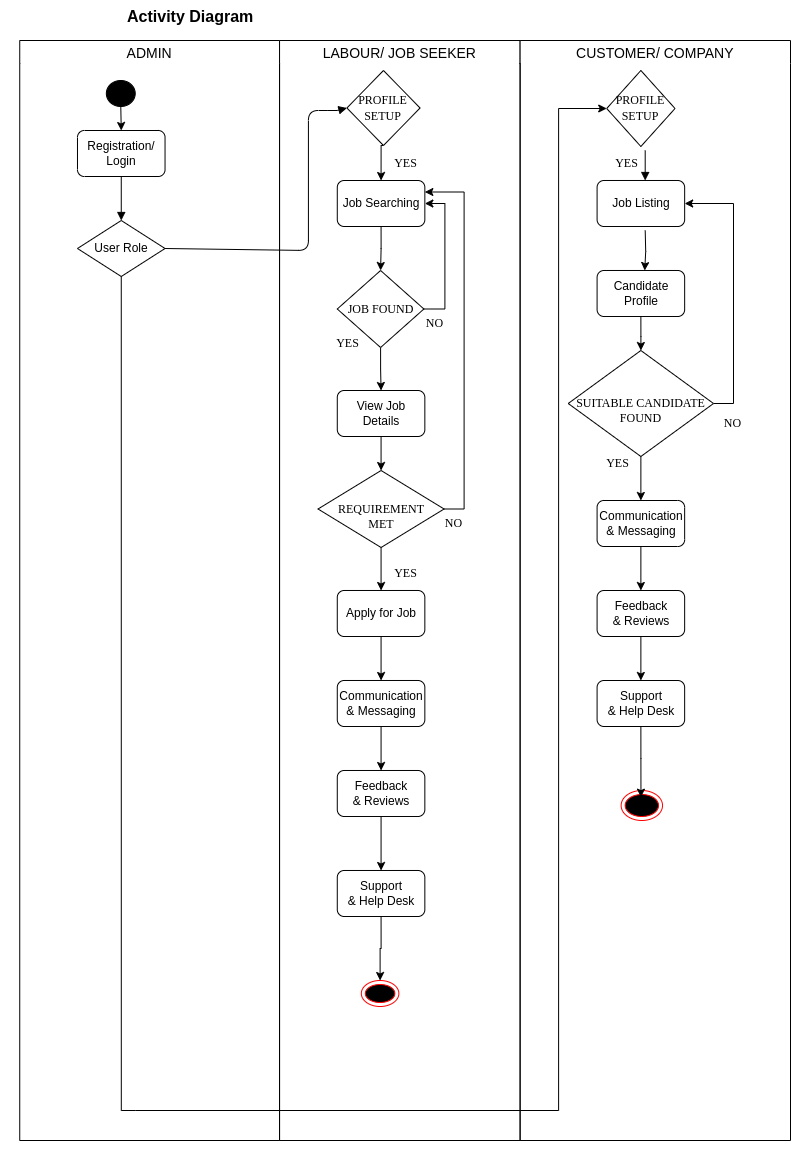 Activity Diagram
ADMIN
LABOUR/ JOB SEEKER
CUSTOMER/ COMPANY
Registration/
Login
User Role
PROFILE
SETUP
YES
Job Searching
JOB FOUND
NO
YES
View Job
Details
REQUIREMENT
MET
NO
YES
Apply for Job
Communication
& Messaging
Feedback
& Reviews
Support
& Help Desk
PROFILE
SETUP
YES
Job Listing
Candidate
Profile
SUITABLE CANDIDATE
FOUND
NO
YES
Communication
& Messaging
Feedback
& Reviews
Support
& Help Desk